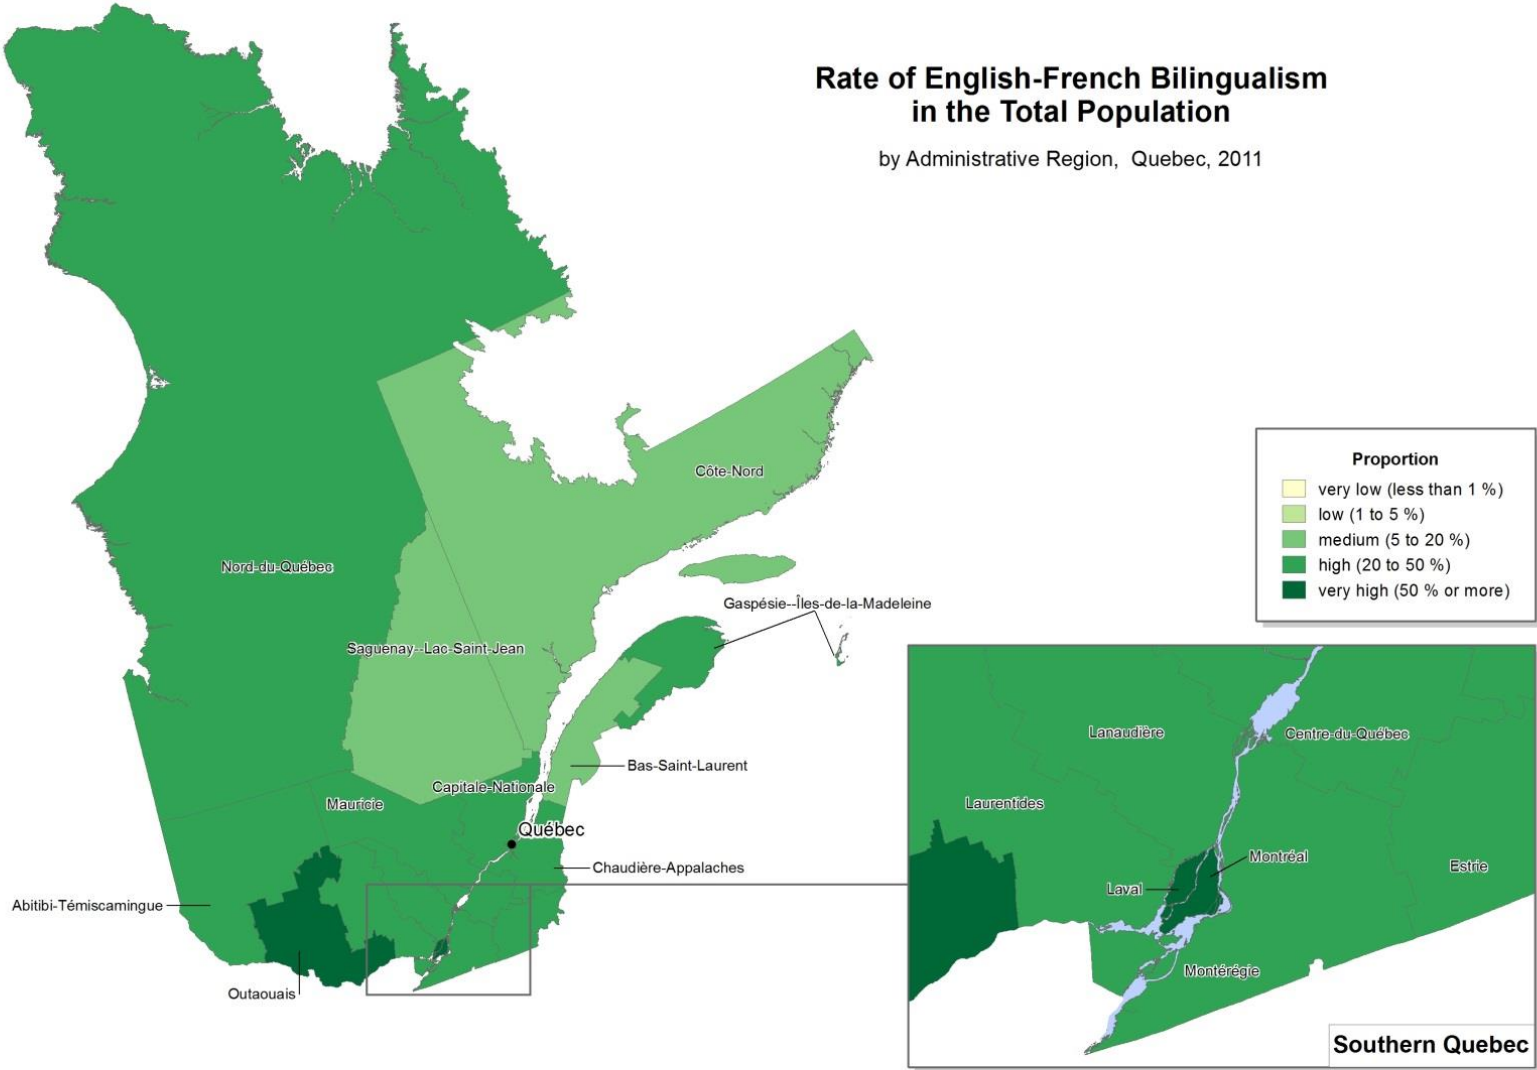 Rate of English-French Bilingualism
in the Total Population
by Administrative Region, Quebec, 2011
Côte-Nord
Proportion
very low (less than 1 %)
low (1 to 5 %)
medium (5 to 20 %)
high (20 to 50 %)
very high (50 % or more)
Nord-du-Québec
Gaspésie--Îles-de-la-Madeleine
Saguenay--Lac-Saint-Jean
Bas-Saint-Laurent
Capitale-Nationale
Mauricie
Québec
Chaudière-Appalaches
Abitibi-Témiscamingue
Outaouais
Lanaudière
Centre-du-Québec
Laurentides
Montréal
Estrie
Laval
Montérégie
Southern Quebec